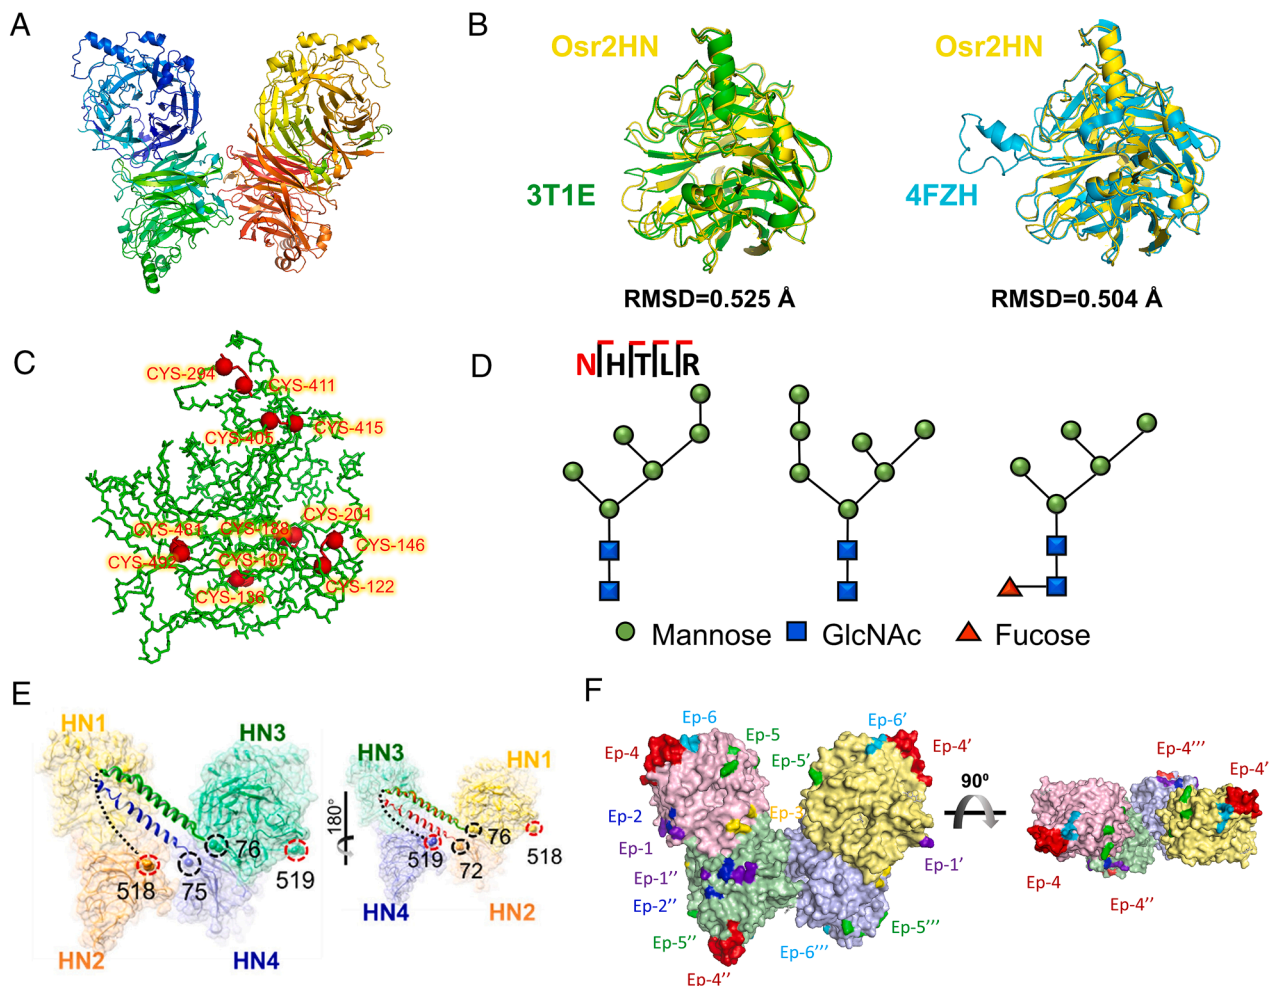 A
B
Osr2HN
3T1E
RMSD=0.525 Å
Osr2HN
4FZH
RMSD=0.504 Å
C
CYS-294
CYS-411
CYS-405
CYS-415
CYS-201
CYS-481
CYS-188
CYS-146
CYS-492
CYS-197
CYS-122
CYS-136
D
NHTLR
Mannose
GlcNAc
Fucose
E
HN1
HN3
76
518
75
519
HN2
HN4
180°
HN3
HN1
76
519
72
518
HN4
HN2
F
Ep-6
Ep-5
Ep-6′
Ep-4
Ep-5′
Ep-4′
Ep-2
Ep-3
Ep-1
Ep-1′
Ep-1′′
Ep-2′′
Ep-5′′
Ep-5′′′
Ep-6′′′
Ep-4′′
90º
Ep-4′′′
Ep-4′
Ep-4
Ep-4′′